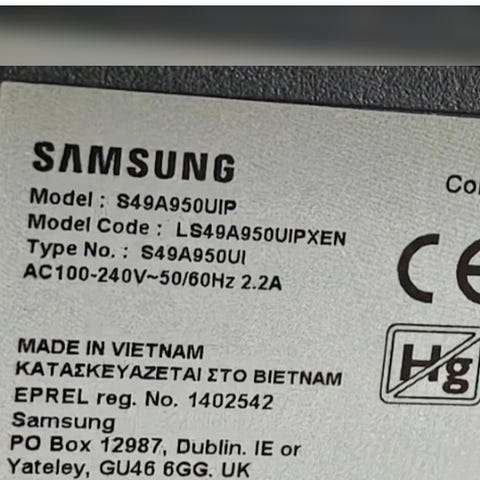 SAMSUNG
Model : S49A950UIP
Model Code : LS49A950UIPXEN
Type No. : S49A950UI
AC100-240V~50/60Hz 2.2A
CE
Hg
MADE IN VIETNAM
ΚΑΤΑΣΚΕΥΑΖΕΤΑΙ ΣΤΟ ΒΙΕΤΝΑΜ
EPREL reg. No. 1402542
Samsung
PO Box 12987, Dublin. IE or
Yateley, GU46 6GG. UK